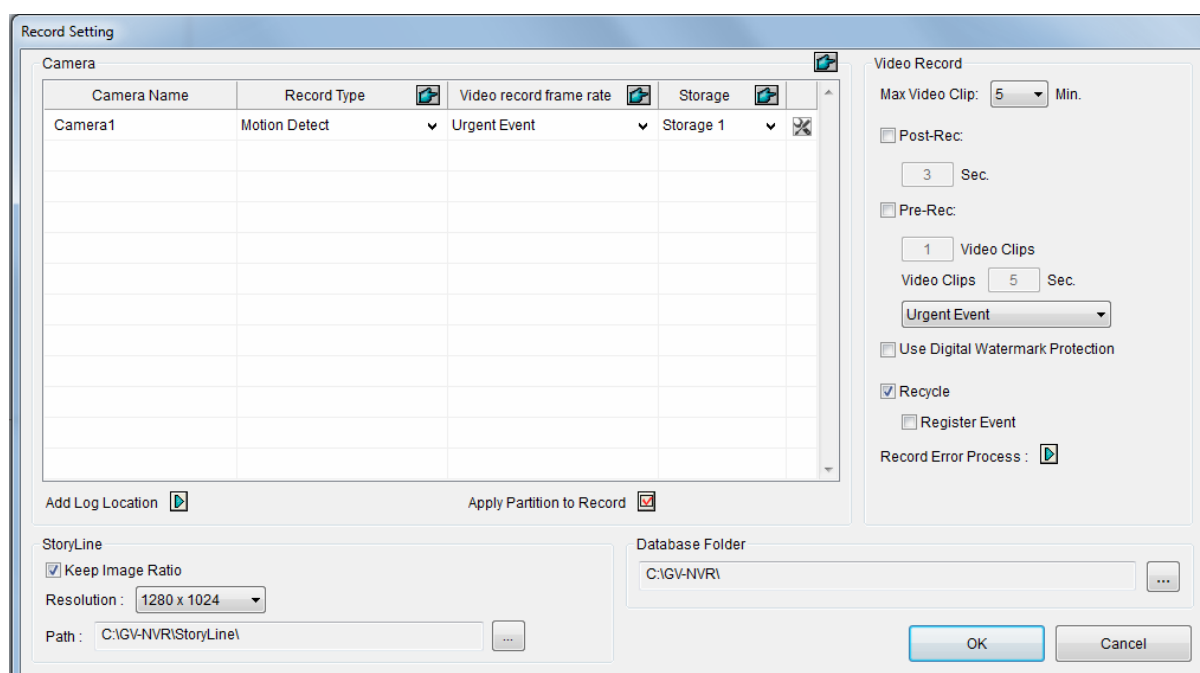 Record Setting
Camera
Camera Name Record Type Video record frame rate Storage
Camera1 Motion Detect Urgent Event Storage 1
Add Log Location Apply Partition to Record
Video Record
Max Video Clip: 5 Min.
Post-Rec:
3 Sec.
Pre-Rec:
1 Video Clips
Video Clips 5 Sec.
Urgent Event
Use Digital Watermark Protection
Recycle
Register Event
Record Error Process :
StoryLine
Keep Image Ratio
Resolution : 1280 x 1024
Path : C:\GV-NVR\StoryLine\ ...
Database Folder
C:\GV-NVR\ ...
OK Cancel